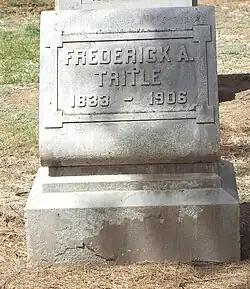 FREDERICK A.
TRITLE
1833 - 1906